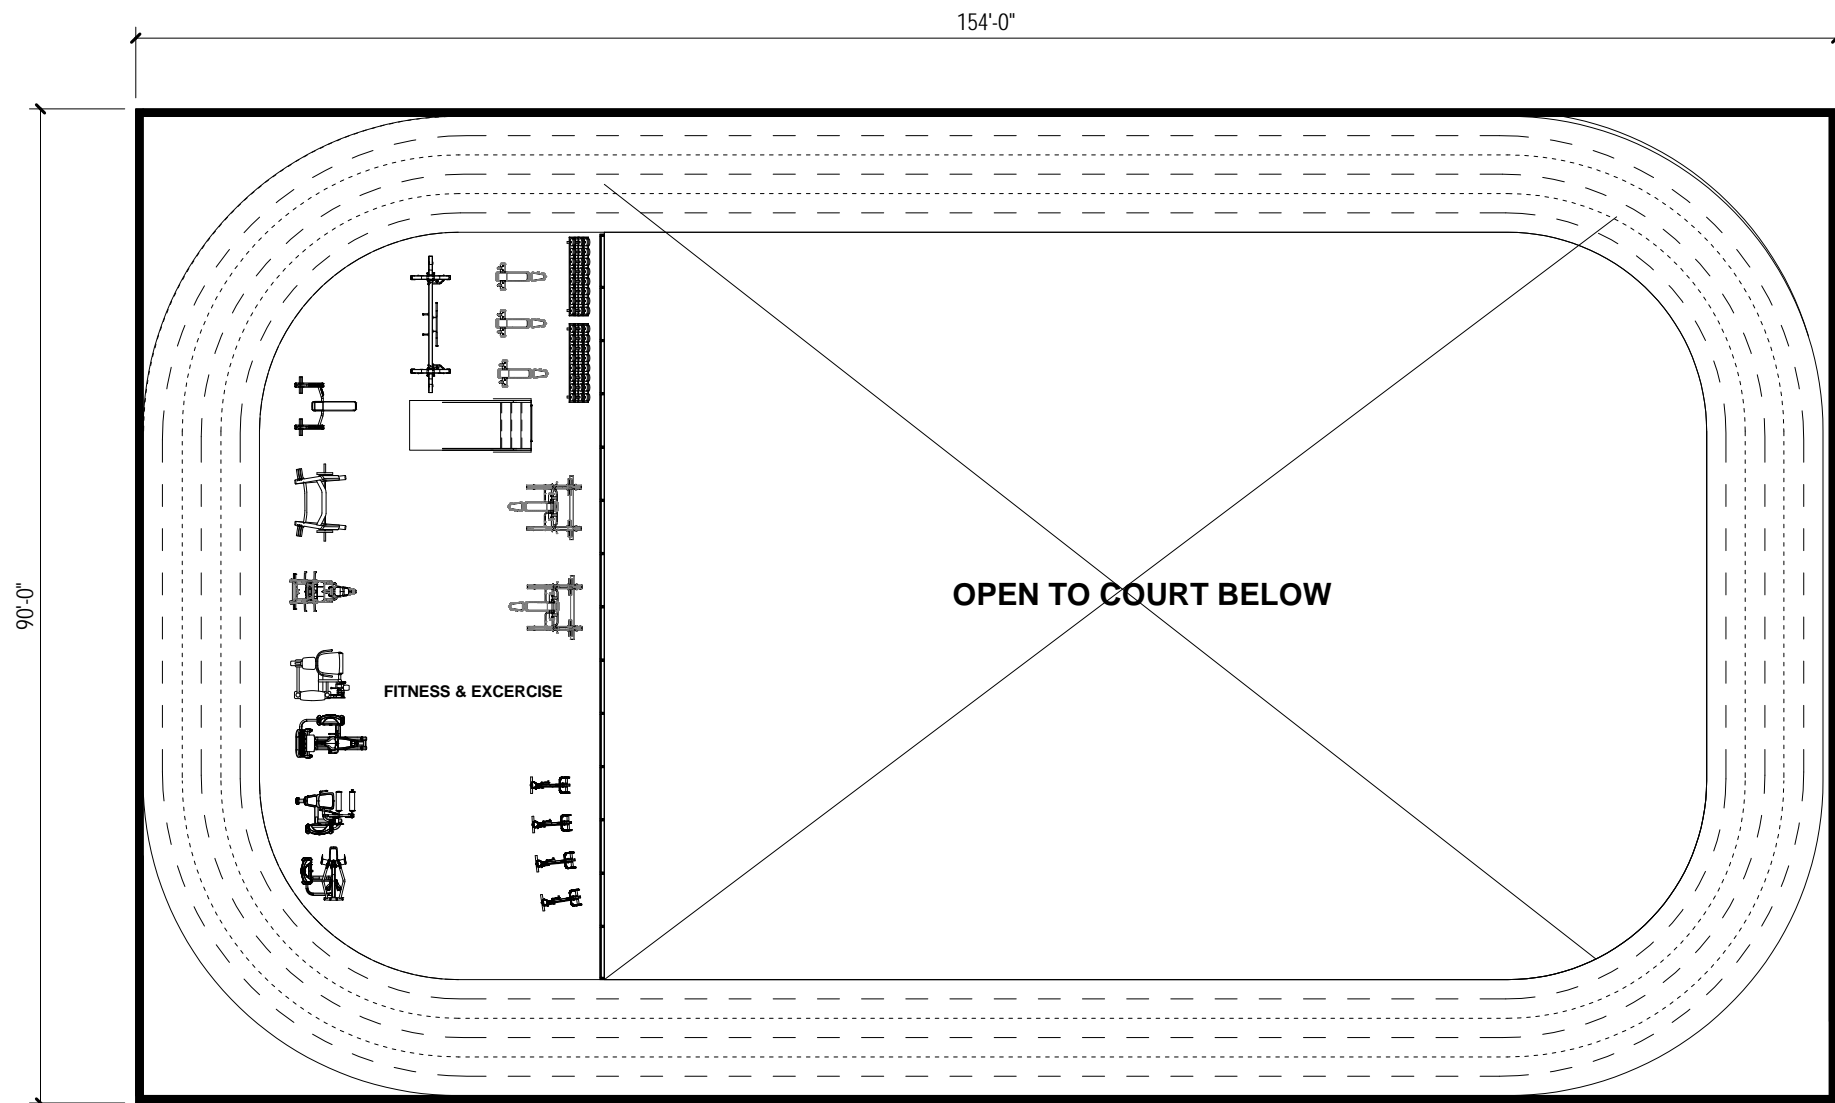 154'-0"
90'-0"
OPEN TO COURT BELOW
FITNESS & EXCERCISE